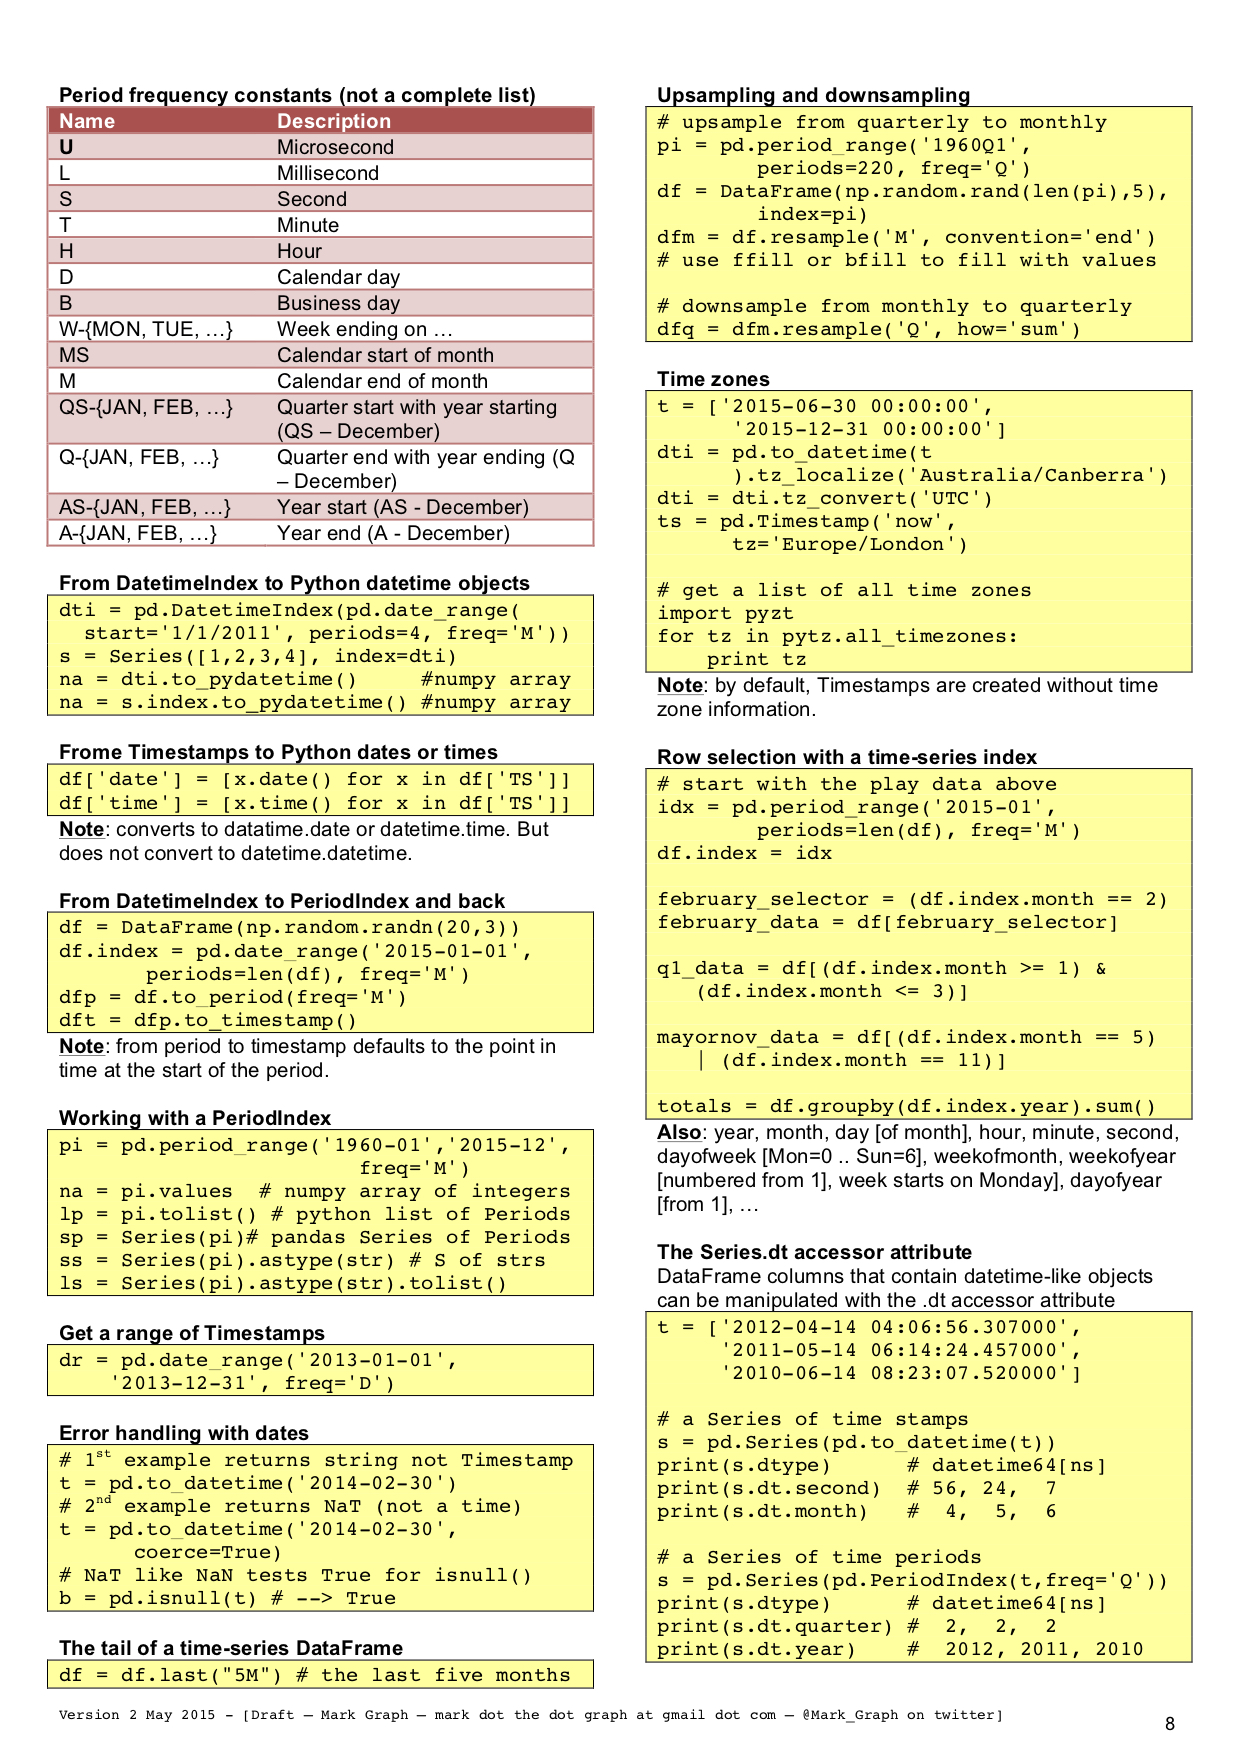 Period frequency constants (not a complete list)
Name Description
U Microsecond
L Millisecond
S Second
T Minute
H Hour
D Calendar day
B Business day
W-{MON, TUE, …} Week ending on …
MS Calendar start of month
M Calendar end of month
QS-{JAN, FEB, …} Quarter start with year starting
(QS – December)
Q-{JAN, FEB, …} Quarter end with year ending (Q
– December)
AS-{JAN, FEB, …} Year start (AS - December)
A-{JAN, FEB, …} Year end (A - December)
From DatetimeIndex to Python datetime objects
dti = pd.DatetimeIndex(pd.date_range(
  start='1/1/2011', periods=4, freq='M'))
s = Series([1,2,3,4], index=dti)
na = dti.to_pydatetime()     #numpy array
na = s.index.to_pydatetime() #numpy array
Frome Timestamps to Python dates or times
df['date'] = [x.date() for x in df['TS']]
df['time'] = [x.time() for x in df['TS']]
Note: converts to datatime.date or datetime.time. But
does not convert to datetime.datetime.
From DatetimeIndex to PeriodIndex and back
df = DataFrame(np.random.randn(20,3))
df.index = pd.date_range('2015-01-01',
       periods=len(df), freq='M')
dfp = df.to_period(freq='M')
dft = dfp.to_timestamp()
Note: from period to timestamp defaults to the point in
time at the start of the period.
Working with a PeriodIndex
pi = pd.period_range('1960-01','2015-12',
                        freq='M')
na = pi.values  # numpy array of integers
lp = pi.tolist() # python list of Periods
sp = Series(pi)# pandas Series of Periods
ss = Series(pi).astype(str) # S of strs
ls = Series(pi).astype(str).tolist()
Get a range of Timestamps
dr = pd.date_range('2013-01-01',
    '2013-12-31', freq='D')
Error handling with dates
# 1st example returns string not Timestamp
t = pd.to_datetime('2014-02-30')
# 2nd example returns NaT (not a time)
t = pd.to_datetime('2014-02-30',
      coerce=True)
# NaT like NaN tests True for isnull()
b = pd.isnull(t) # --> True
The tail of a time-series DataFrame
df = df.last("5M") # the last five months
Upsampling and downsampling
# upsample from quarterly to monthly
pi = pd.period_range('1960Q1',
        periods=220, freq='Q')
df = DataFrame(np.random.rand(len(pi),5),
        index=pi)
dfm = df.resample('M', convention='end')
# use ffill or bfill to fill with values
# downsample from monthly to quarterly
dfq = dfm.resample('Q', how='sum')
Time zones
t = ['2015-06-30 00:00:00',
      '2015-12-31 00:00:00']
dti = pd.to_datetime(t
      ).tz_localize('Australia/Canberra')
dti = dti.tz_convert('UTC')
ts = pd.Timestamp('now',
      tz='Europe/London')
# get a list of all time zones
import pyzt
for tz in pytz.all_timezones:
    print tz
Note: by default, Timestamps are created without time
zone information.
Row selection with a time-series index
# start with the play data above
idx = pd.period_range('2015-01',
        periods=len(df), freq='M')
df.index = idx
february_selector = (df.index.month == 2)
february_data = df[february_selector]
q1_data = df[(df.index.month >= 1) &
   (df.index.month <= 3)]
mayornov_data = df[(df.index.month == 5)
   | (df.index.month == 11)]
totals = df.groupby(df.index.year).sum()
Also: year, month, day [of month], hour, minute, second,
dayofweek [Mon=0 .. Sun=6], weekofmonth, weekofyear
[numbered from 1], week starts on Monday], dayofyear
[from 1], …
The Series.dt accessor attribute
DataFrame columns that contain datetime-like objects
can be manipulated with the .dt accessor attribute
t = ['2012-04-14 04:06:56.307000',
     '2011-05-14 06:14:24.457000',
     '2010-06-14 08:23:07.520000']
# a Series of time stamps
s = pd.Series(pd.to_datetime(t))
print(s.dtype)      # datetime64[ns]
print(s.dt.second)  # 56, 24,  7
print(s.dt.month)   #  4,  5,  6
# a Series of time periods
s = pd.Series(pd.PeriodIndex(t,freq='Q'))
print(s.dtype)      # datetime64[ns]
print(s.dt.quarter) #  2,  2,  2
print(s.dt.year)    #  2012, 2011, 2010
Version 2 May 2015 - [Draft – Mark Graph – mark dot the dot graph at gmail dot com – @Mark_Graph on twitter]
8